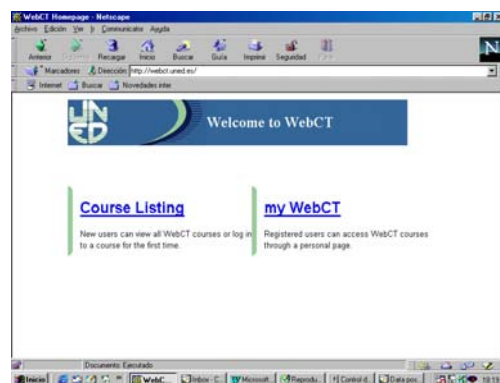 WebCT Homepage - Netscape
Archivo Edición Ver Ir Communicator Ayuda
Anterior Recargar Inicio Buscar Guía Imprimir Seguridad
Marcadores Dirección http://webct.uned.es/
Internet Buscar Novedades inter
UNED
Welcome to WebCT
Course Listing
New users can view all WebCT courses or log in
to a course for the first time.
my WebCT
Registered users can access WebCT courses
through a personal page.
Documento: Ejecutado
Inicio WebC... Inbox - C... Microsoft... Reprodu... Control d... Data pos...